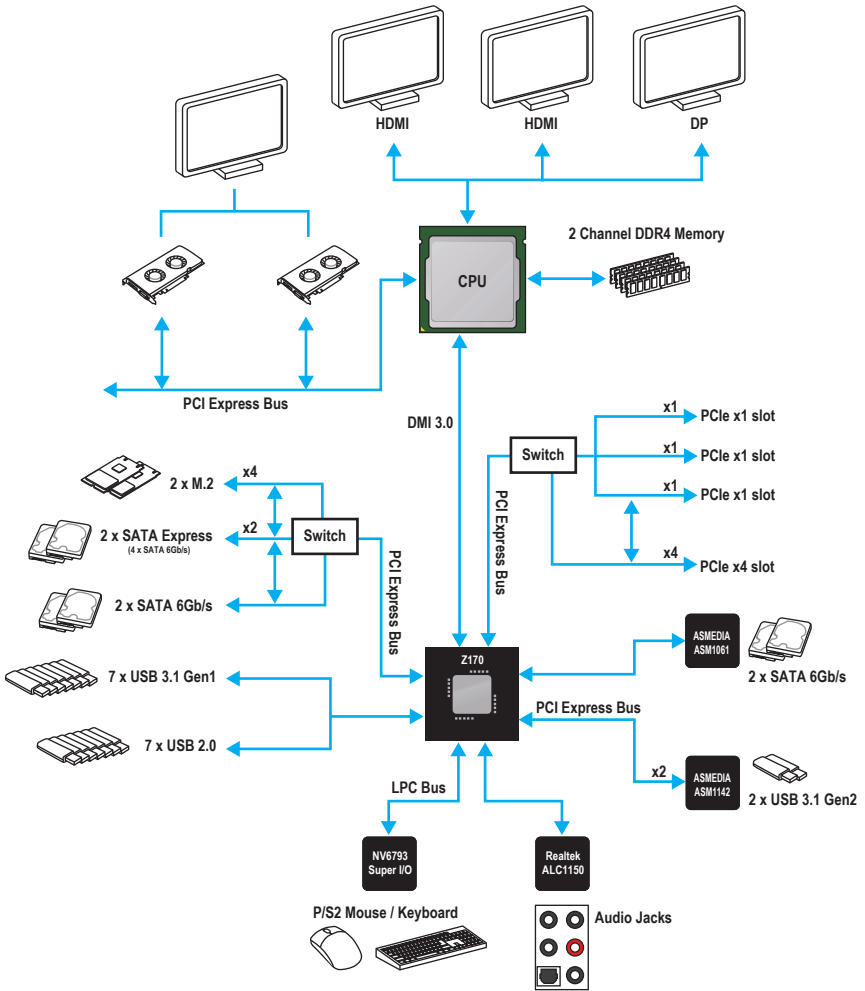 HDMI
HDMI
DP
2 Channel DDR4 Memory
CPU
PCI Express Bus
DMI 3.0
x1
PCIe x1 slot
Switch
x1
PCIe x1 slot
x1
PCIe x1 slot
x4
PCIe x4 slot
PCI Express Bus
2 x M.2
x4
2 x SATA Express
(4 x SATA 6Gb/s)
x2
Switch
2 x SATA 6Gb/s
PCI Express Bus
7 x USB 3.1 Gen1
7 x USB 2.0
Z170
ASMEDIA
ASM1061
2 x SATA 6Gb/s
PCI Express Bus
x2
ASMEDIA
ASM1142
2 x USB 3.1 Gen2
LPC Bus
NV6793
Super I/O
Realtek
ALC1150
P/S2 Mouse / Keyboard
Audio Jacks